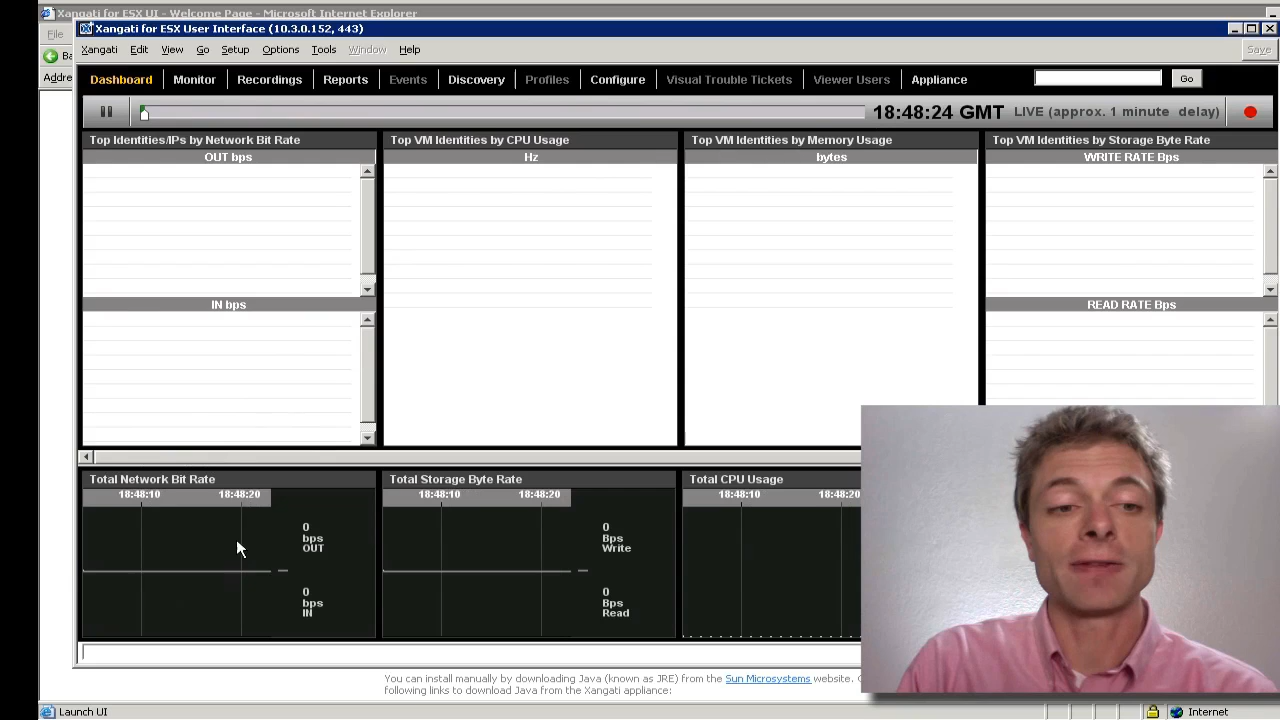 Xangati for ESX UI - Welcome Page - Microsoft Internet Explorer
Xangati for ESX User Interface (10.3.0.152, 443)
File
Xangati Edit View Go Setup Options Tools Window Help
Save
Ba
Addre
Dashboard Monitor Recordings Reports Events Discovery Profiles Configure Visual Trouble Tickets Viewer Users Appliance
Go
18:48:24 GMT LIVE (approx. 1 minute delay)
Top Identities/IPs by Network Bit Rate
OUT bps
IN bps
Top VM Identities by CPU Usage
Hz
Top VM Identities by Memory Usage
bytes
Top VM Identities by Storage Byte Rate
WRITE RATE Bps
READ RATE Bps
Total Network Bit Rate
18:48:10 18:48:20
0
bps
OUT
0
bps
IN
Total Storage Byte Rate
18:48:10 18:48:20
0
Bps
Write
0
Bps
Read
Total CPU Usage
18:48:10 18:48:20
You can install manually by downloading Java (known as JRE) from the Sun Microsystems website.
following links to download Java from the Xangati appliance:
Launch UI
Internet